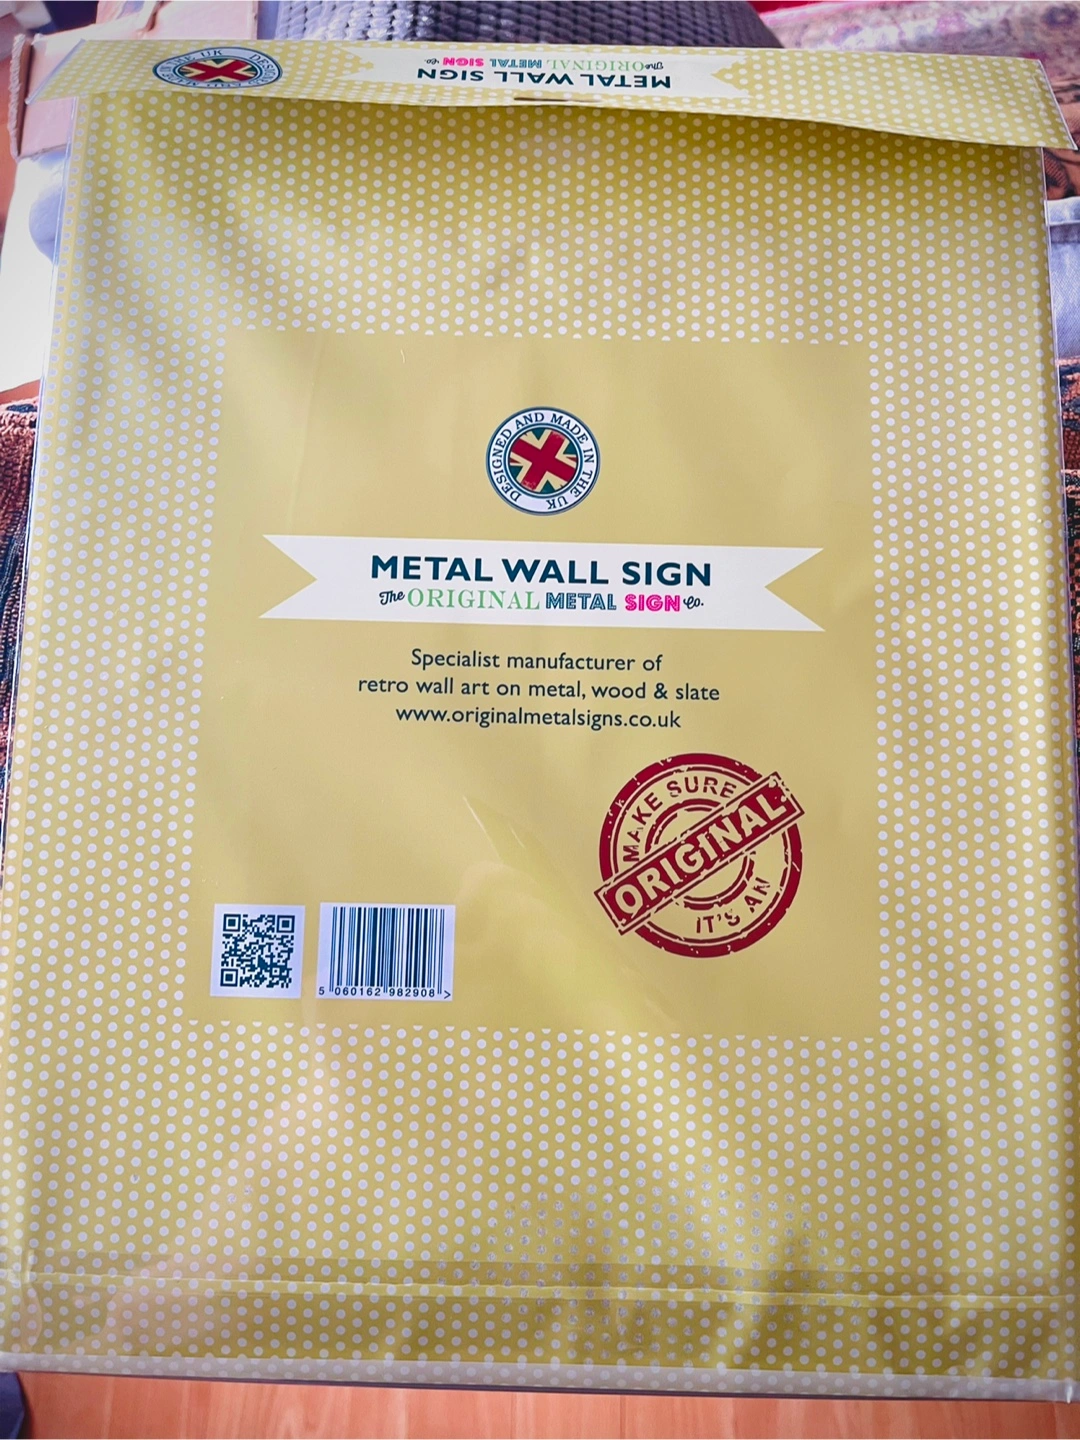 METAL WALL SIGN
The ORIGINAL METAL SIGN Co.
DESIGNED AND MADE IN THE UK
METAL WALL SIGN
The ORIGINAL METAL SIGN Co.
Specialist manufacturer of
retro wall art on metal, wood & slate
www.originalmetalsigns.co.uk
MAKE SURE
ORIGINAL
IT'S AN
5 060162 982908 >